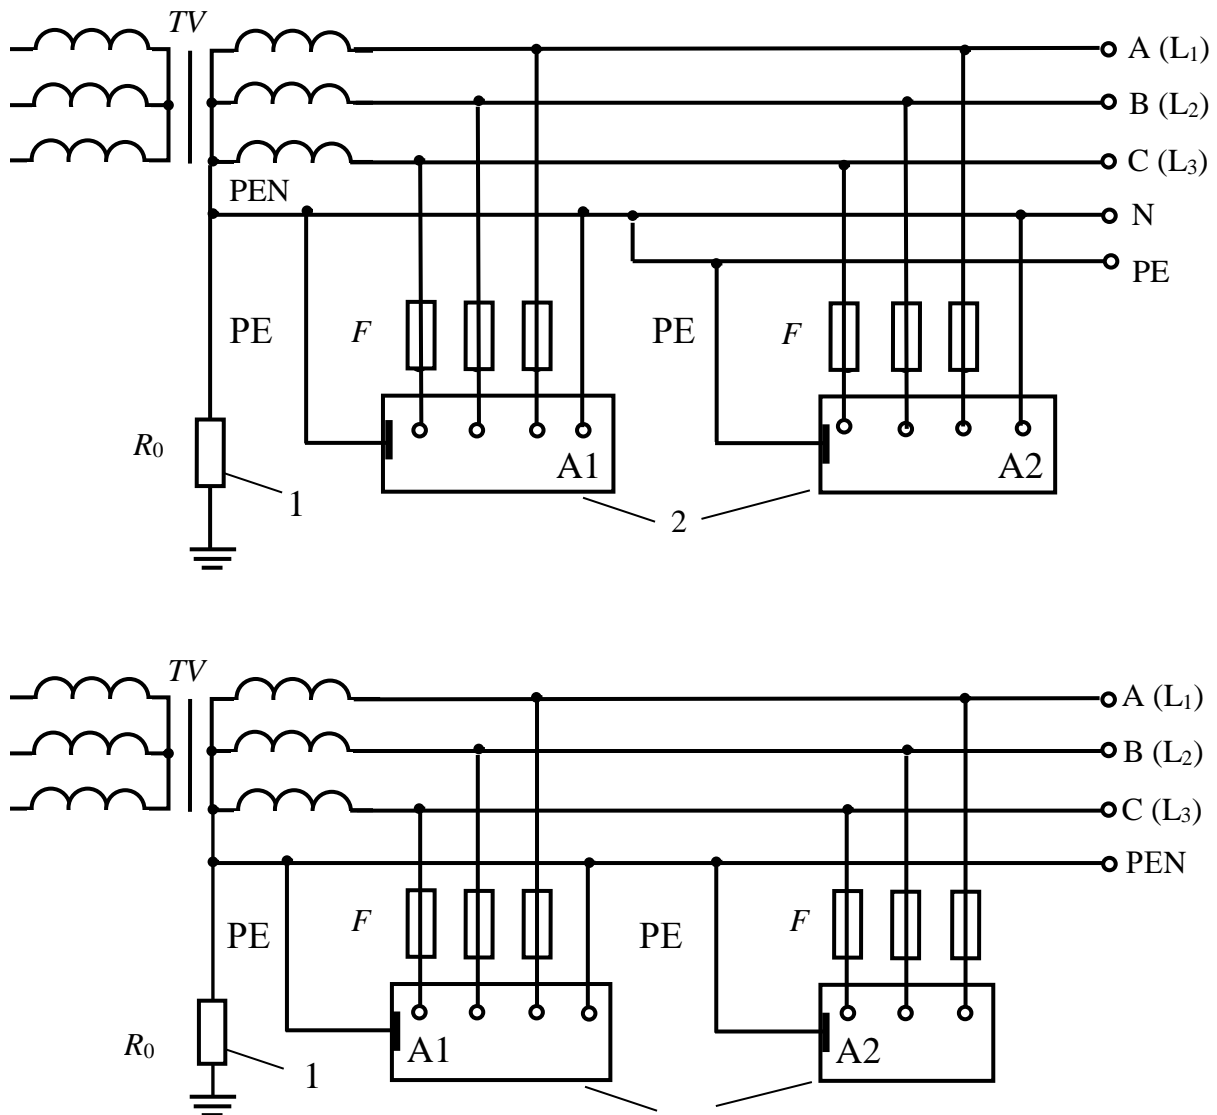 TV
A (L1)
B (L2)
C (L3)
PEN
N
PE
PE
F
PE
F
R0
A1
A2
1
2
TV
A (L1)
B (L2)
C (L3)
PEN
PE
F
PE
F
R0
A1
A2
1